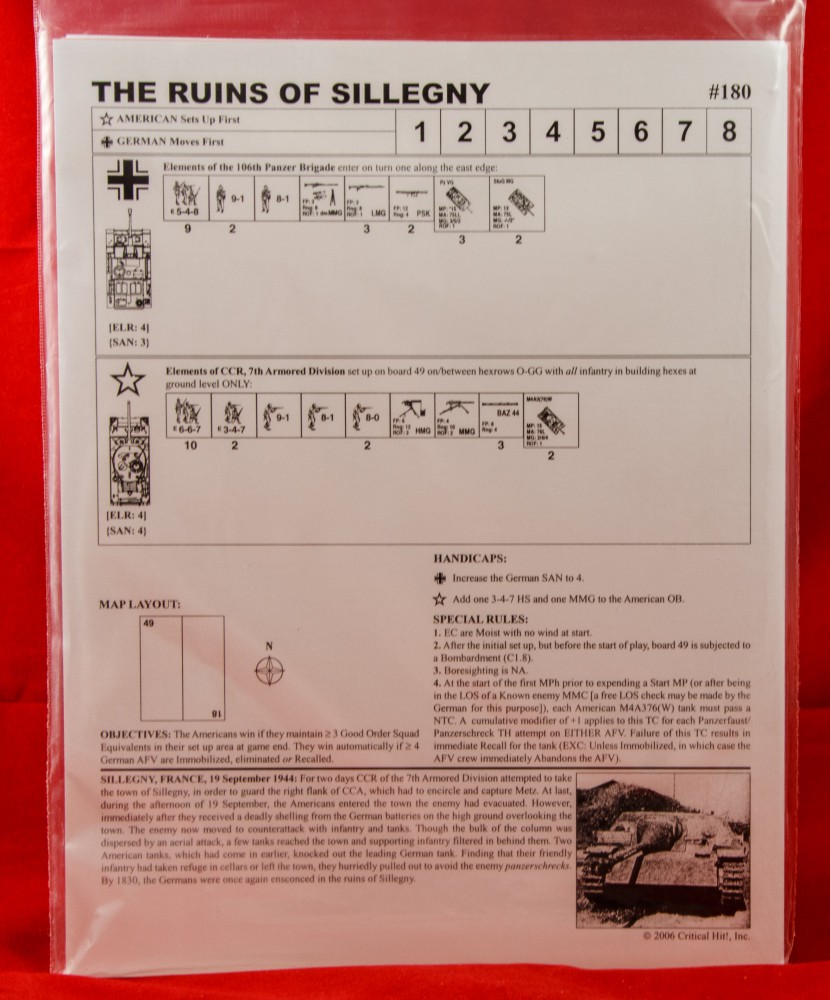 THE RUINS OF SILLEGNY #180
AMERICAN Sets Up First
GERMAN Moves First
1 2 3 4 5 6 7 8
Elements of the 106th Panzer Brigade enter on turn one along the east edge:
E 5-4-8 9-1 8-1 dm MMG LMG PSK
9 2 3 2 3 2
[ELR: 4]
{SAN: 3}
Elements of CCR, 7th Armored Division set up on board 49 on/between hexrows O-GG with all infantry in building hexes at
ground level ONLY:
E 6-6-7 E 3-4-7 9-1 8-1 8-0 HMG MMG BAZ 44
10 2 2 3 2
[ELR: 4]
{SAN: 4}
HANDICAPS:
Increase the German SAN to 4.
Add one 3-4-7 HS and one MMG to the American OB.
MAP LAYOUT:
49
N
16
SPECIAL RULES:
1. EC are Moist with no wind at start.
2. After the initial set up, but before the start of play, board 49 is subjected to
a Bombardment (C1.8).
3. Boresighting is NA.
4. At the start of the first MPh prior to expending a Start MP (or after being
in the LOS of a Known enemy MMC [a free LOS check may be made by the
German for this purpose]), each American M4A376(W) tank must pass a
NTC. A cumulative modifier of +1 applies to this TC for each Panzerfaust/
Panzerschreck TH attempt on EITHER AFV. Failure of this TC results in
immediate Recall for the tank (EXC: Unless Immobilized, in which case the
AFV crew immediately Abandons the AFV).
OBJECTIVES: The Americans win if they maintain ≥ 3 Good Order Squad
Equivalents in their set up area at game end. They win automatically if ≥ 4
German AFV are Immobilized, eliminated or Recalled.
SILLEGNY, FRANCE, 19 September 1944: For two days CCR of the 7th Armored Division attempted to take
the town of Sillegny, in order to guard the right flank of CCA, which had to encircle and capture Metz. At last,
during the afternoon of 19 September, the Americans entered the town the enemy had evacuated. However,
immediately after they received a deadly shelling from the German batteries on the high ground overlooking the
town. The enemy now moved to counterattack with infantry and tanks. Though the bulk of the column was
dispersed by an aerial attack, a few tanks reached the town and supporting infantry filtered in behind them. Two
American tanks, which had come in earlier, knocked out the leading German tank. Finding that their friendly
infantry had taken refuge in cellars or left the town, they hurriedly pulled out to avoid the enemy panzerschrecks.
By 1830, the Germans were once again ensconced in the ruins of Sillegny.
© 2006 Critical Hit!, Inc.